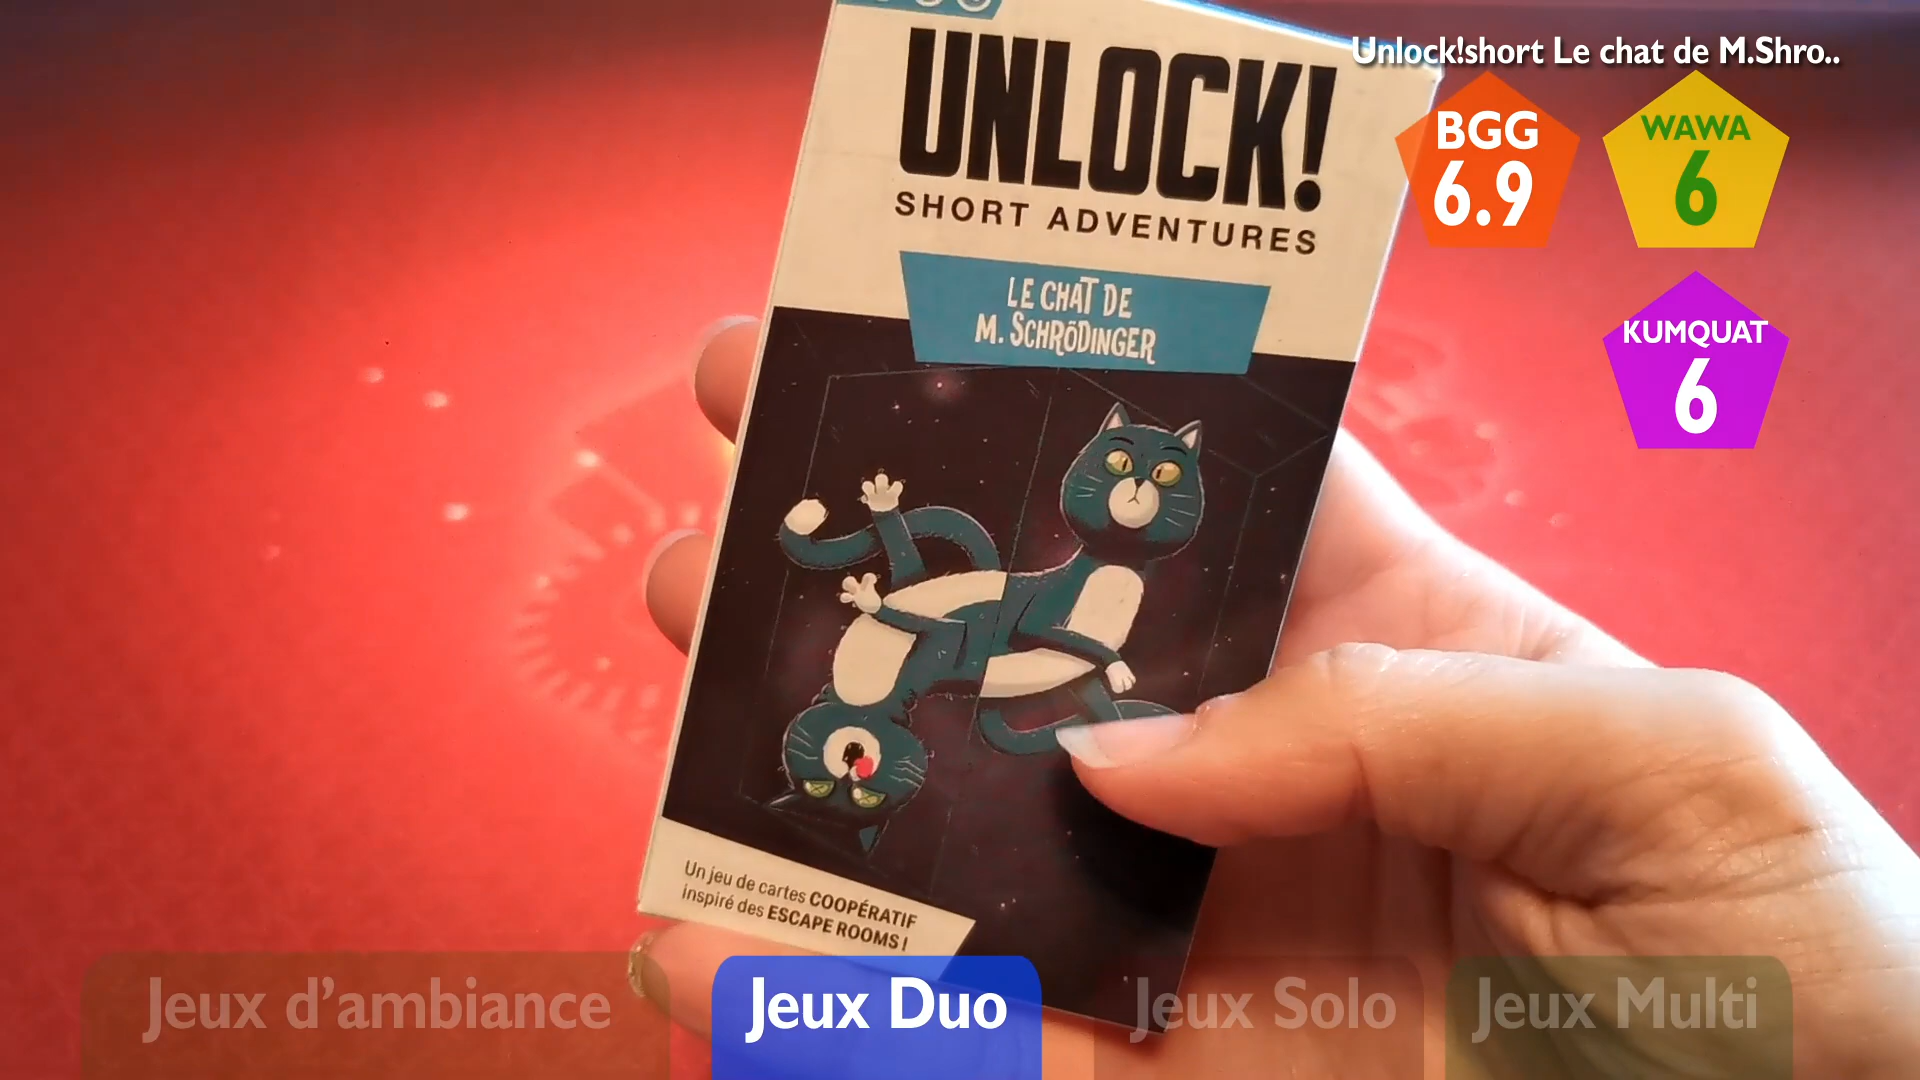 Unlock!short Le chat de M.Shro..
UNLOCK!
SHORT ADVENTURES
BGG
6.9
WAWA
6
LE CHAT DE
M. SCHRÖDINGER
KUMQUAT
6
Un jeu de cartes COOPÉRATIF
inspiré des ESCAPE ROOMS !
Jeux d'ambiance
Jeux Duo
Jeux Solo
Jeux Multi